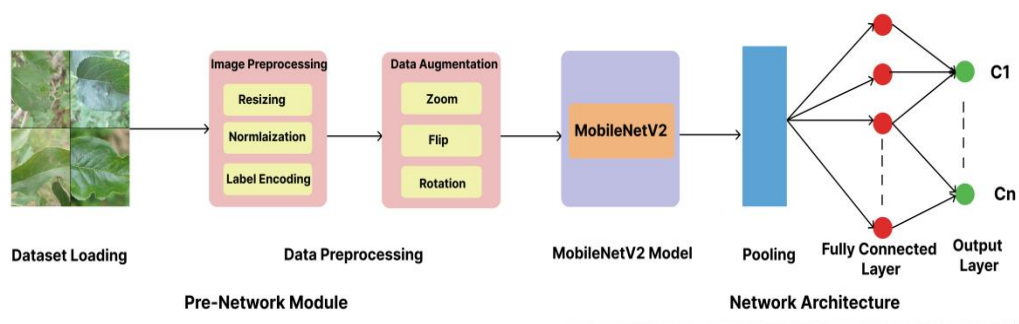 Image Preprocessing
Resizing
Normlaization
Label Encoding
Data Augmentation
Zoom
Flip
Rotation
MobileNetV2
C1
Cn
Dataset Loading
Data Preprocessing
MobileNetV2 Model
Pooling
Fully Connected
Layer
Output
Layer
Pre-Network Module
Network Architecture